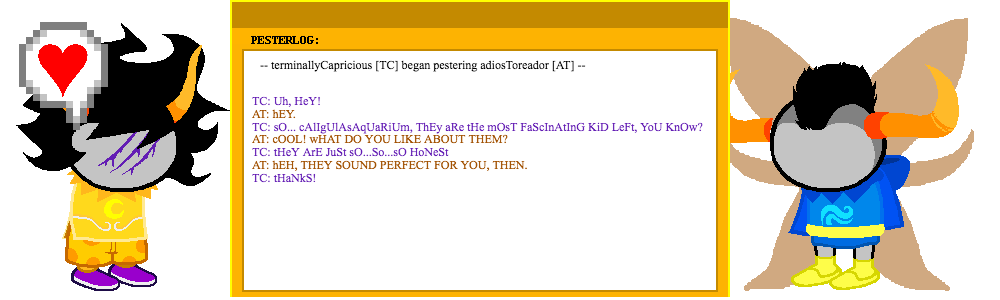 PESTERLOG:
-- terminallyCapricious [TC] began pestering adiosToreador [AT] --
TC: Uh, HeY!
AT: hEY.
TC: sO... cAlIgUlAsAqUaRiUm, ThEy aRe tHe mOsT FaScInAtInG KiD LeFt, YoU KnOw?
AT: cOOL! wHAT DO YOU LIKE ABOUT THEM?
TC: tHeY ArE JuSt sO...So...sO HoNeSt
AT: hEH, THEY SOUND PERFECT FOR YOU, THEN.
TC: tHaNkS!